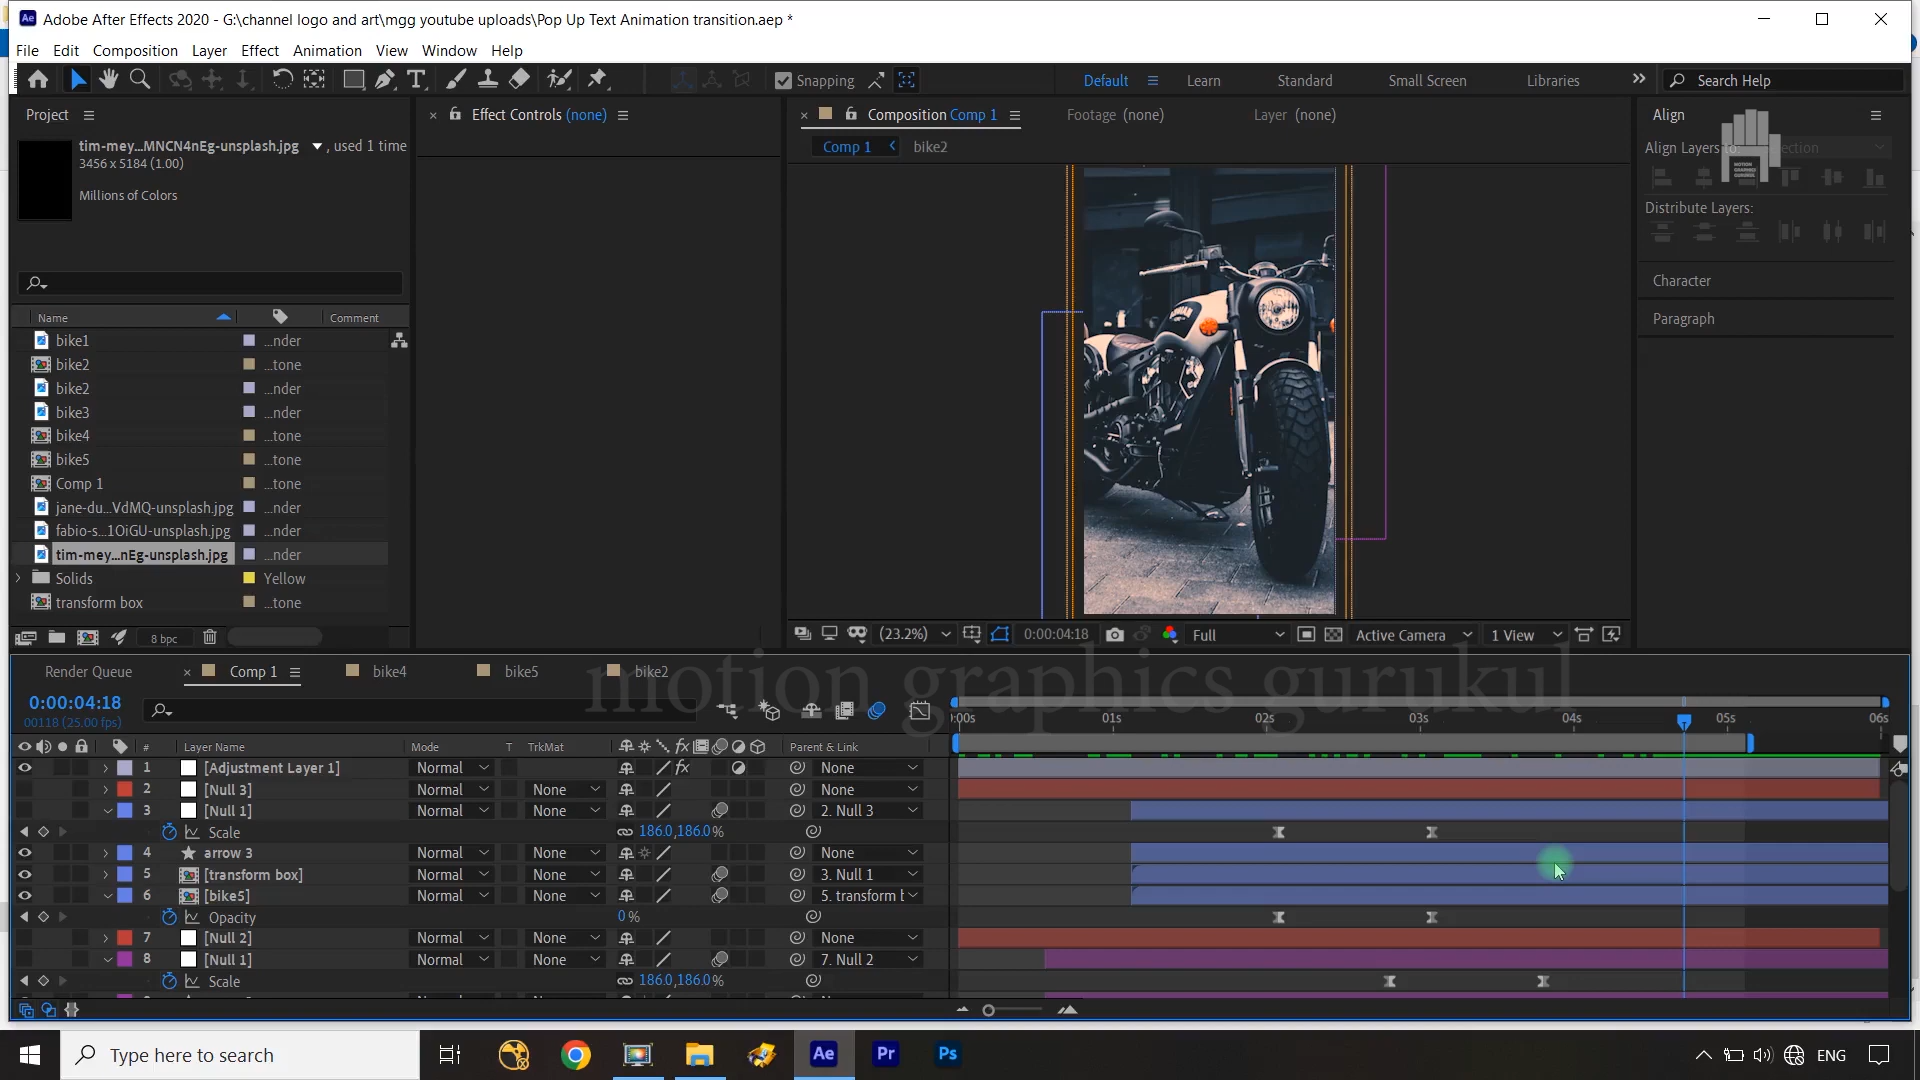 Adobe After Effects 2020 - G:\channel logo and art\mgg youtube uploads\Pop Up Text Animation transition.aep *
File Edit Composition Layer Effect Animation View Window Help
Snapping Default Learn Standard Small Screen Libraries Search Help
Project Effect Controls (none) Composition Comp 1 Footage (none) Layer (none) Align
tim-mey...MNCN4nEg-unsplash.jpg , used 1 time
3456 x 5184 (1.00)
Millions of Colors
Comp 1 bike2
Align Layers to:
MOTION
GRAPHICS
GURUKUL
Distribute Layers:
Character
Paragraph
Name Comment
bike1 ...nder
bike2 ...tone
bike2 ...nder
bike3 ...nder
bike4 ...tone
bike5 ...tone
Comp 1 ...tone
jane-du...VdMQ-unsplash.jpg ...nder
fabio-s...1OiGU-unsplash.jpg ...nder
tim-mey...nEg-unsplash.jpg ...nder
Solids Yellow
transform box ...tone
8 bpc
(23.2%) 0:00:04:18 Full Active Camera 1 View
motion graphics gurukul
Render Queue Comp 1 bike4 bike5 bike2
0:00:04:18
00118 (25.00 fps)
):00s 01s 02s 03s 04s 05s 06s
# Layer Name Mode T TrkMat fx Parent & Link
1 [Adjustment Layer 1] Normal fx None
2 [Null 3] Normal None None
3 [Null 1] Normal None 2. Null 3
Scale 186.0,186.0%
4 arrow 3 Normal None None
5 [transform box] Normal None 3. Null 1
6 [bike5] Normal None 5. transform b
Opacity 0%
7 [Null 2] Normal None None
8 [Null 1] Normal None 7. Null 2
Scale 186.0,186.0%
Type here to search Ae Pr Ps ENG